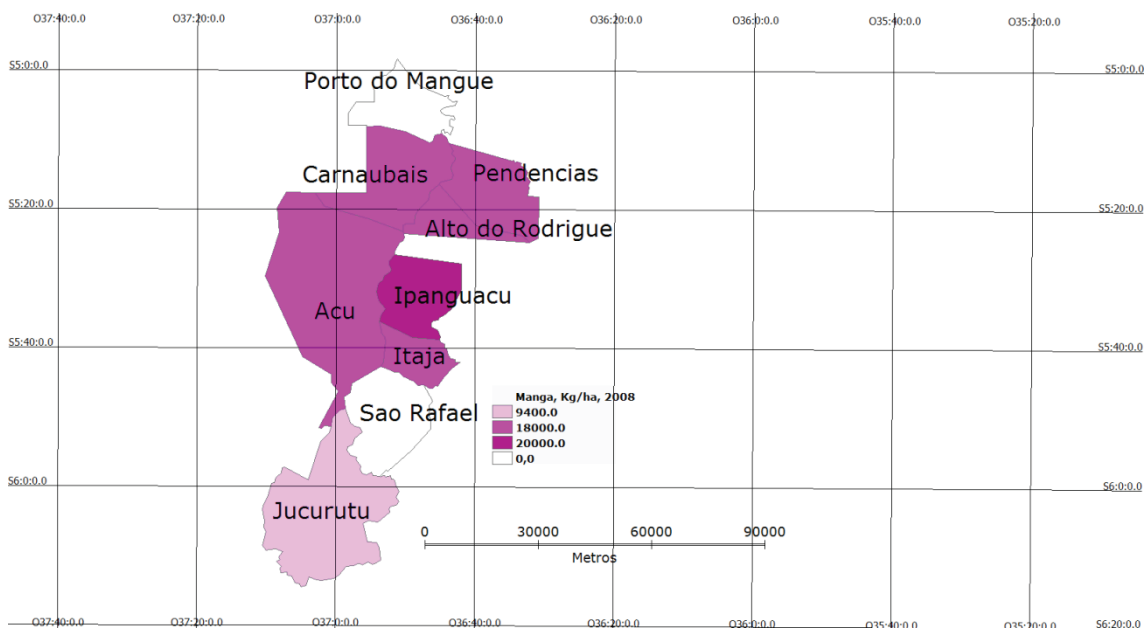 O37:40:0.0 O37:20:0.0 O37:0:0.0 O36:40:0.0 O36:20:0.0 O36:0:0.0 O35:40:0.0 O35:20:0.0
S5:0:0.0 S5:0:0.0
Porto do Mangue
Carnaubais Pendencias
S5:20:0.0 S5:20:0.0
Alto do Rodrigue
Ipanguacu
Acu
S5:40:0.0 S5:40:0.0
Itaja
Manga, Kg/ha, 2008
9400.0
Sao Rafael
18000.0
20000.0
0,0
S6:0:0.0 S6:0:0.0
Jucurutu
0 30000 60000 90000
Metros
O37:40:0.0 O37:20:0.0 O37:0:0.0 O36:40:0.0 O36:20:0.0 O36:0:0.0 O35:40:0.0 O35:20:0.0 S6:20:0.0